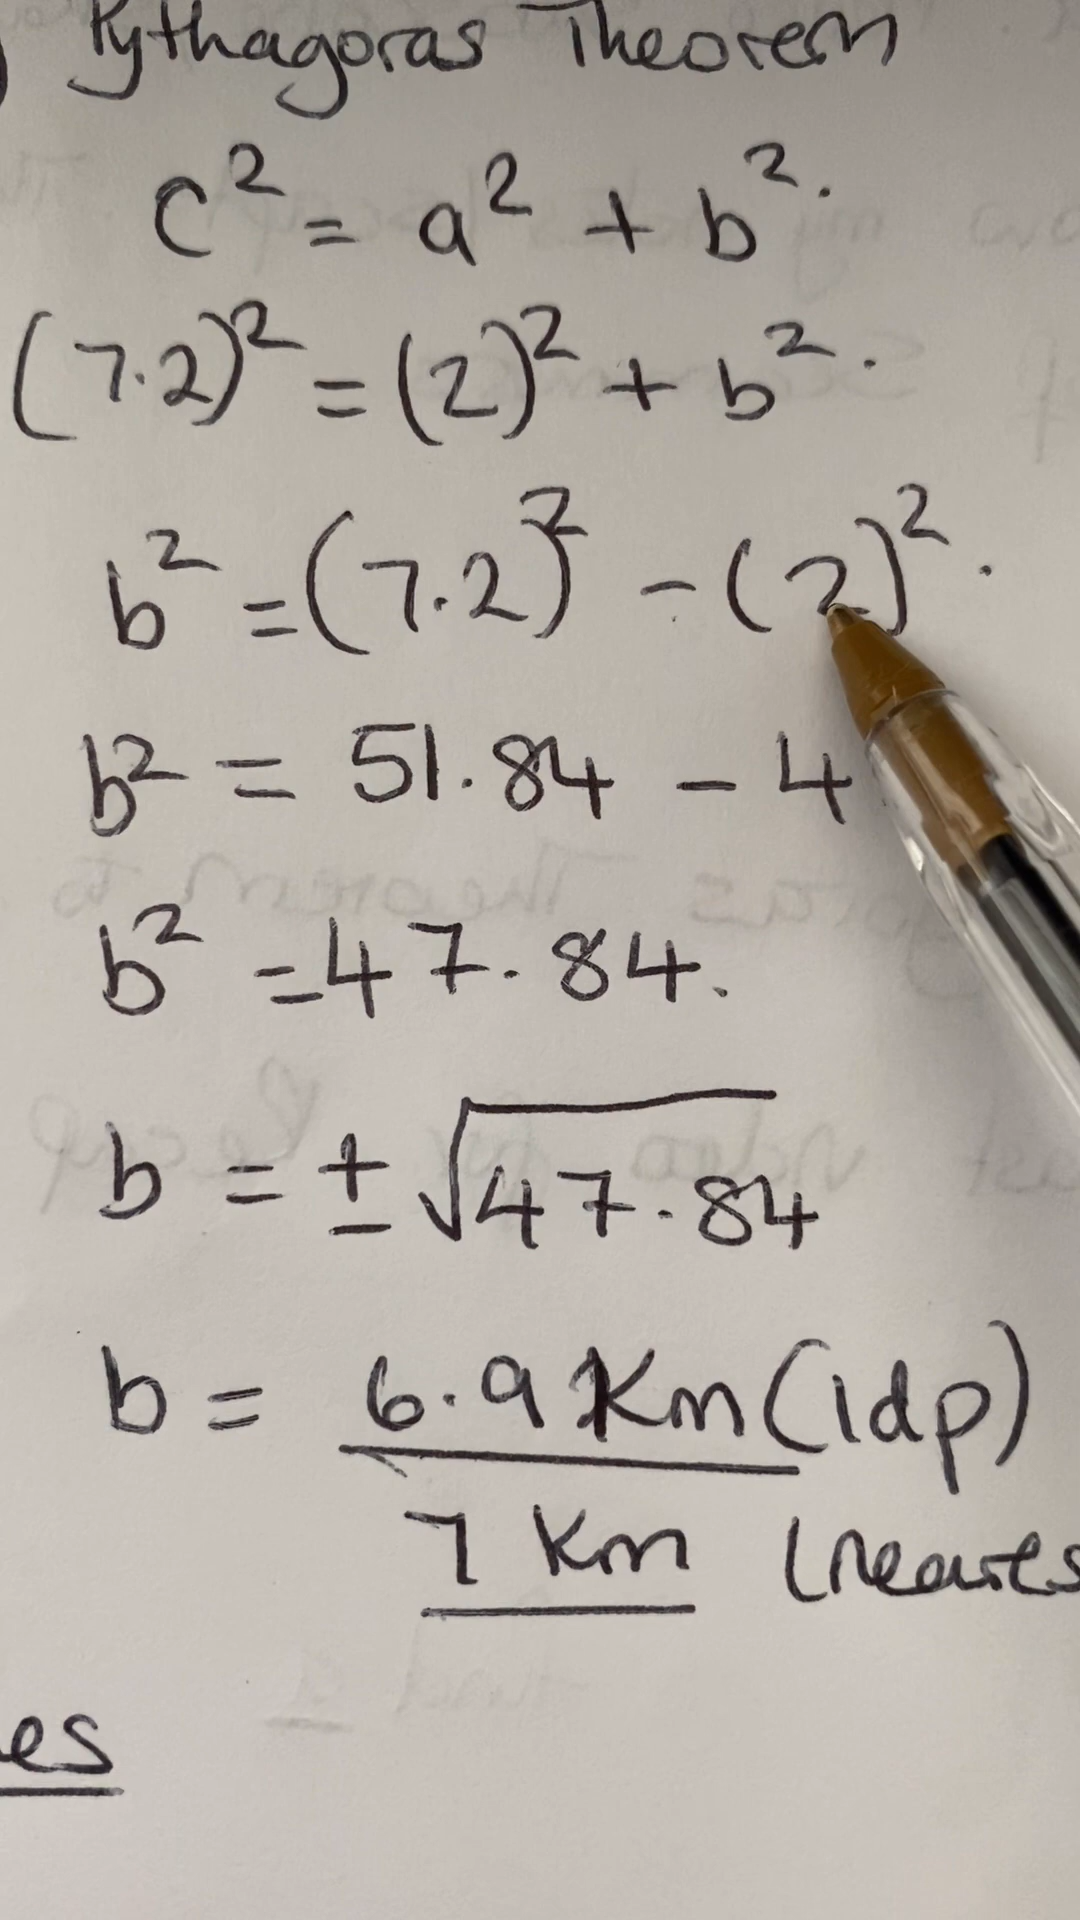 Pythagoras Theorem
c² = a² + b².
(7.2)² = (2)² + b².
b² = (7.2)² - (2)².
b² = 51.84 - 4
b² = 47.84.
b = ± √47.84
b = 6.9 Km (1dp)
7 Km (neares
es